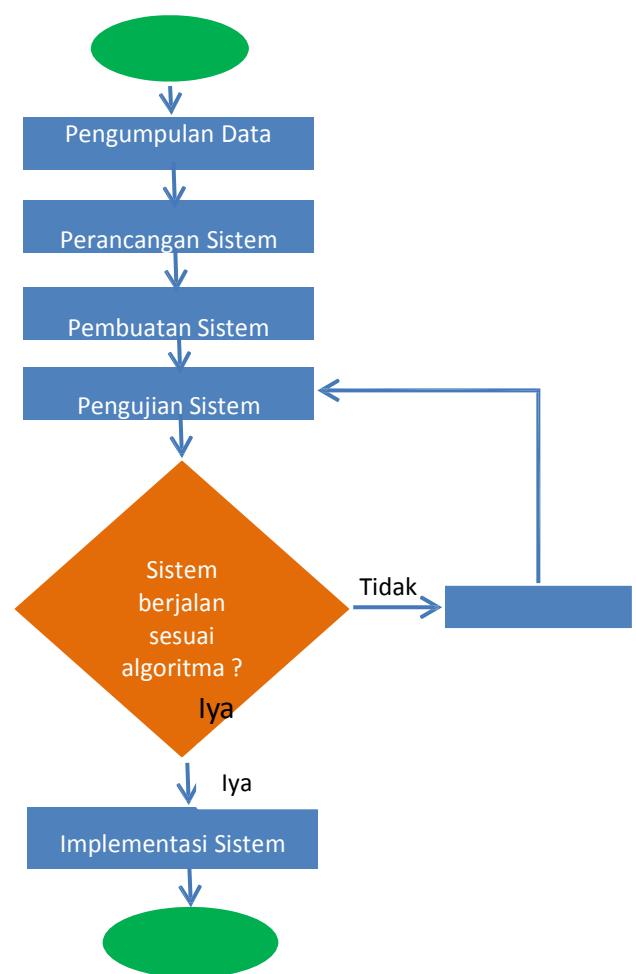 Pengumpulan Data
Perancangan Sistem
Pembuatan Sistem
Pengujian Sistem
Sistem
berjalan
sesuai
algoritma ?
Tidak
Iya
Iya
Implementasi Sistem